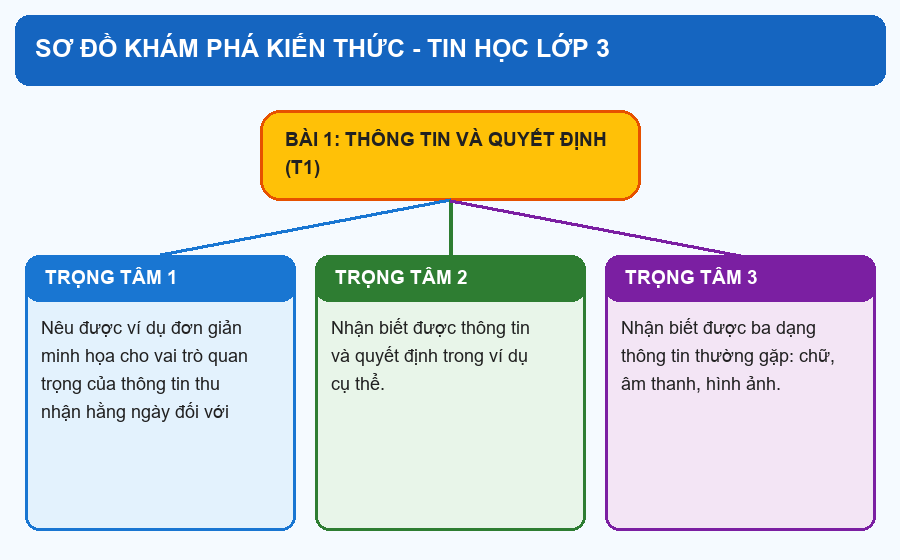 SƠ ĐỒ KHÁM PHÁ KIẾN THỨC - TIN HỌC LỚP 3
BÀI 1: THÔNG TIN VÀ QUYẾT ĐỊNH
(T1)
TRỌNG TÂM 1
Nêu được ví dụ đơn giản
minh họa cho vai trò quan
trọng của thông tin thu
nhận hằng ngày đối với
TRỌNG TÂM 2
Nhận biết được thông tin
và quyết định trong ví dụ
cụ thể.
TRỌNG TÂM 3
Nhận biết được ba dạng
thông tin thường gặp: chữ,
âm thanh, hình ảnh.